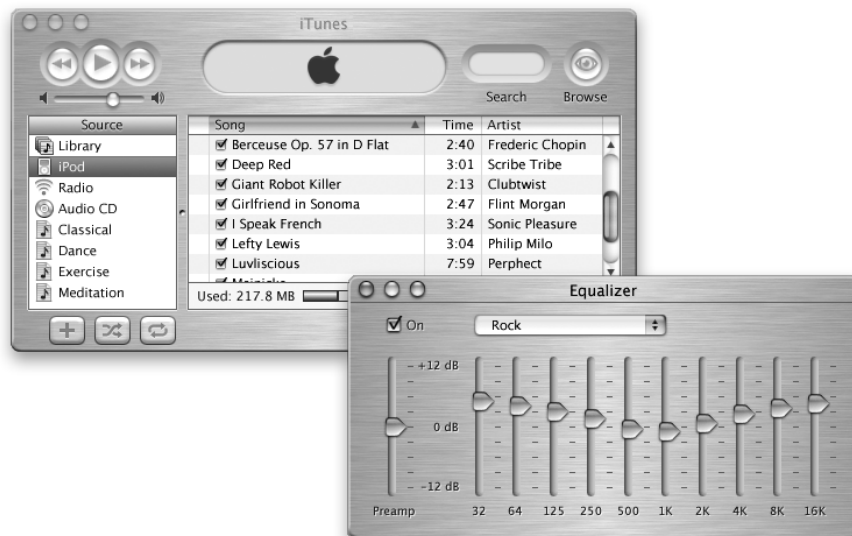 iTunes
Search
Browse
Source
Library
iPod
Radio
Audio CD
Classical
Dance
Exercise
Meditation
Song Time Artist
Berceuse Op. 57 in D Flat 2:40 Frederic Chopin
Deep Red 3:01 Scribe Tribe
Giant Robot Killer 2:13 Clubtwist
Girlfriend in Sonoma 2:47 Flint Morgan
I Speak French 3:24 Sonic Pleasure
Lefty Lewis 3:04 Philip Milo
Luvliscious 7:59 Perphect
Used: 217.8 MB
Equalizer
On
Rock
+12 dB
0 dB
-12 dB
Preamp 32 64 125 250 500 1K 2K 4K 8K 16K